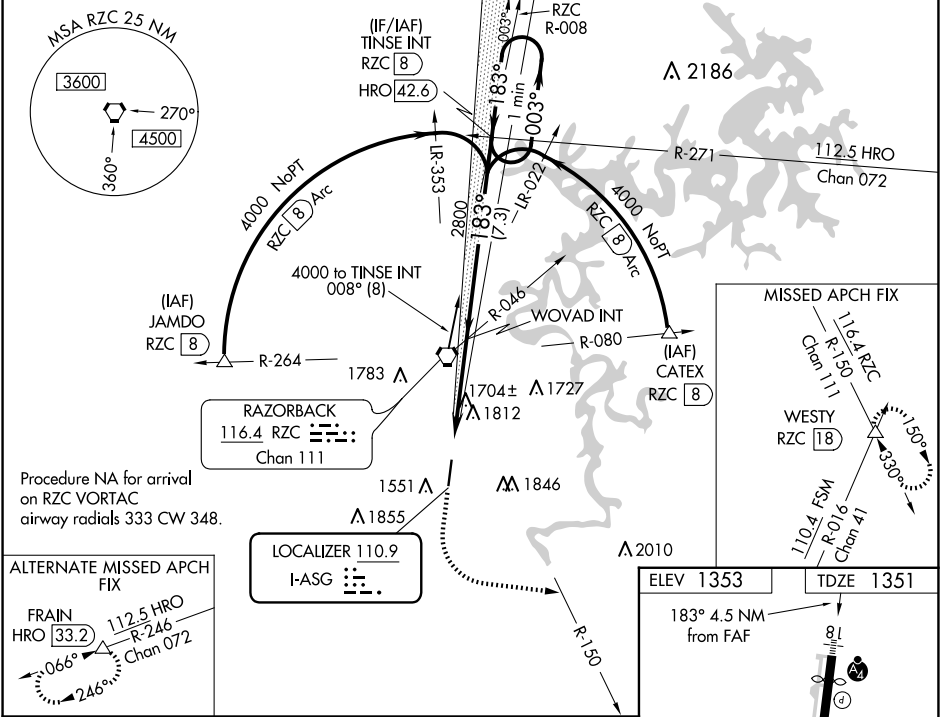 MSA RZC 25 NM
3600
270°
4500
360°
(IF/IAF)
TINSE INT
RZC 8
HRO 42.6
003°
RZC
R-008
183°
1 min
003°
2186
R-271
112.5 HRO
Chan 072
LR-353
LR-022
4000 NoPT
RZC 8 Arc
2800
183°
(7.3)
4000 NoPT
RZC 8 Arc
4000 to TINSE INT
008° (8)
R-046
WOVAD INT
R-080
(IAF)
JAMDO
RZC 8
R-264
(IAF)
CATEX
RZC 8
1783
1704±
1727
1812
RAZORBACK
116.4 RZC
Chan 111
Procedure NA for arrival
on RZC VORTAC
airway radials 333 CW 348.
1551
1846
1855
LOCALIZER 110.9
I-ASG
2010
R-150
MISSED APCH FIX
116.4 RZC
R-150
Chan 111
WESTY
RZC 18
150°
330°
110.4 FSM
R-016
Chan 41
ALTERNATE MISSED APCH
FIX
FRAIN
HRO 33.2
112.5 HRO
R-246
Chan 072
066°
246°
ELEV 1353
TDZE 1351
183° 4.5 NM
from FAF
18
A4
P